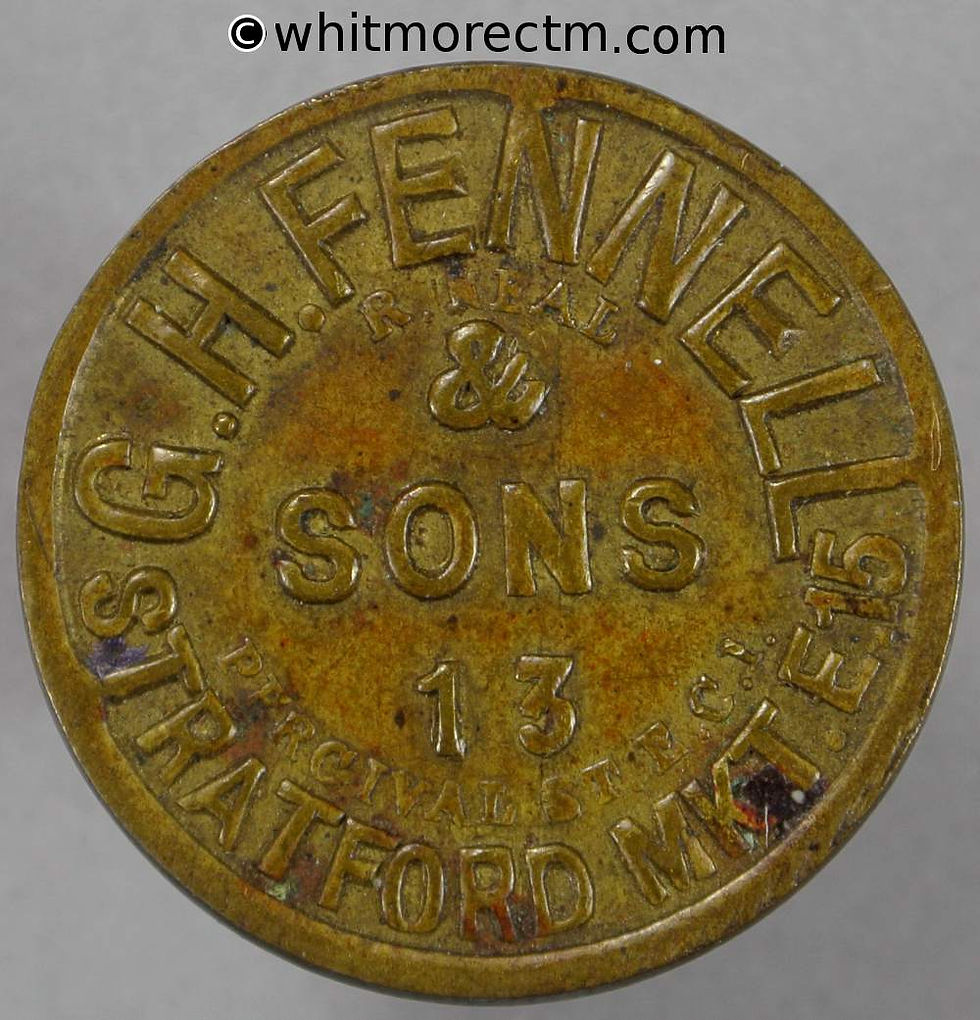 © whitmorectm.com
G.H.FENNELL
R. NEAL
&
SONS
13
PERCIVAL ST. E.C.1.
STRATFORD MKT. E.15